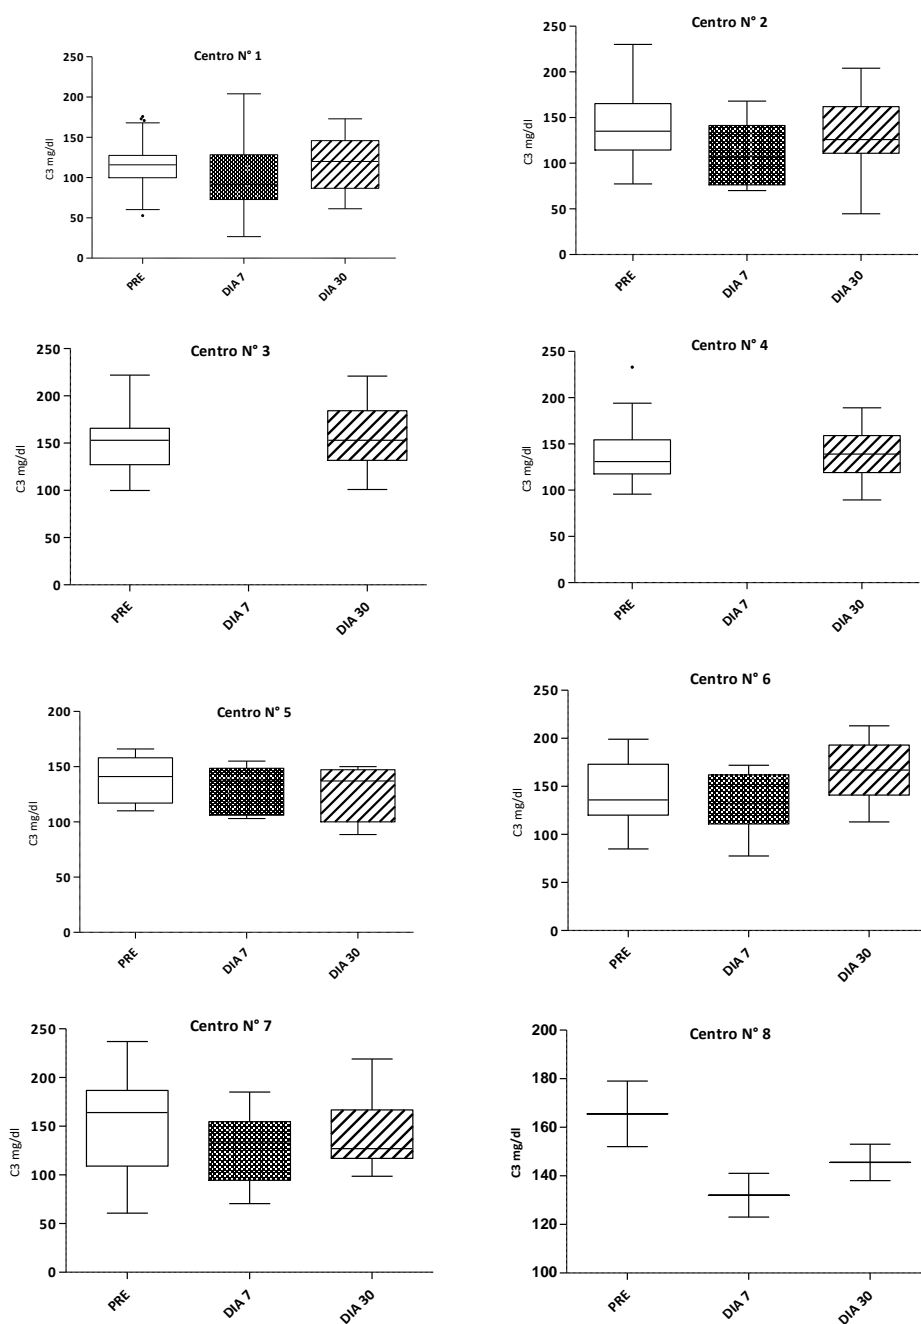 Centro N° 1
C3 mg/dl
250
200
150
100
50
0
PRE
DIA 7
DIA 30
Centro N° 2
C3 mg/dl
250
200
150
100
50
0
PRE
DIA 7
DIA 30
Centro N° 3
C3 mg/dl
250
200
150
100
50
0
PRE
DIA 7
DIA 30
Centro N° 4
C3 mg/dl
250
200
150
100
50
0
PRE
DIA 7
DIA 30
Centro N° 5
C3 mg/dl
200
150
100
50
0
PRE
DIA 7
DIA 30
Centro N° 6
C3 mg/dl
250
200
150
100
50
0
PRE
DIA 7
DIA 30
Centro N° 7
C3 mg/dl
250
200
150
100
50
0
PRE
DIA 7
DIA 30
Centro N° 8
C3 mg/dl
200
180
160
140
120
100
PRE
DIA 7
DIA 30